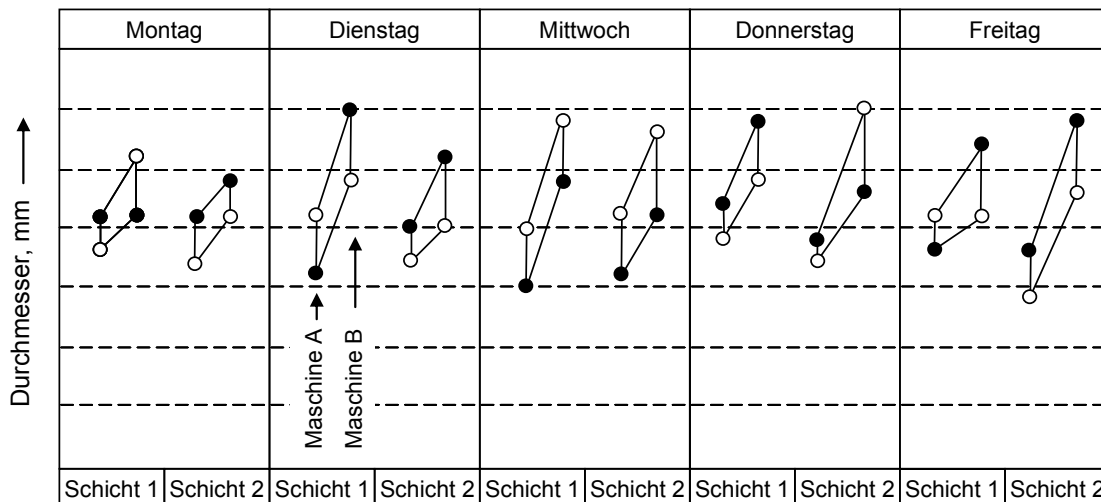 Montag Dienstag Mittwoch Donnerstag Freitag
Durchmesser, mm
Maschine A
Maschine B
Schicht 1 Schicht 2 Schicht 1 Schicht 2 Schicht 1 Schicht 2 Schicht 1 Schicht 2 Schicht 1 Schicht 2